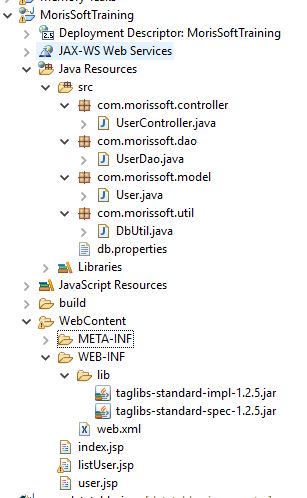 MorisSoftTraining
Deployment Descriptor: MorisSoftTraining
JAX-WS Web Services
Java Resources
src
com.morissoft.controller
UserController.java
com.morissoft.dao
UserDao.java
com.morissoft.model
User.java
com.morissoft.util
DbUtil.java
db.properties
Libraries
JavaScript Resources
build
WebContent
META-INF
WEB-INF
lib
taglibs-standard-impl-1.2.5.jar
taglibs-standard-spec-1.2.5.jar
web.xml
index.jsp
listUser.jsp
user.jsp